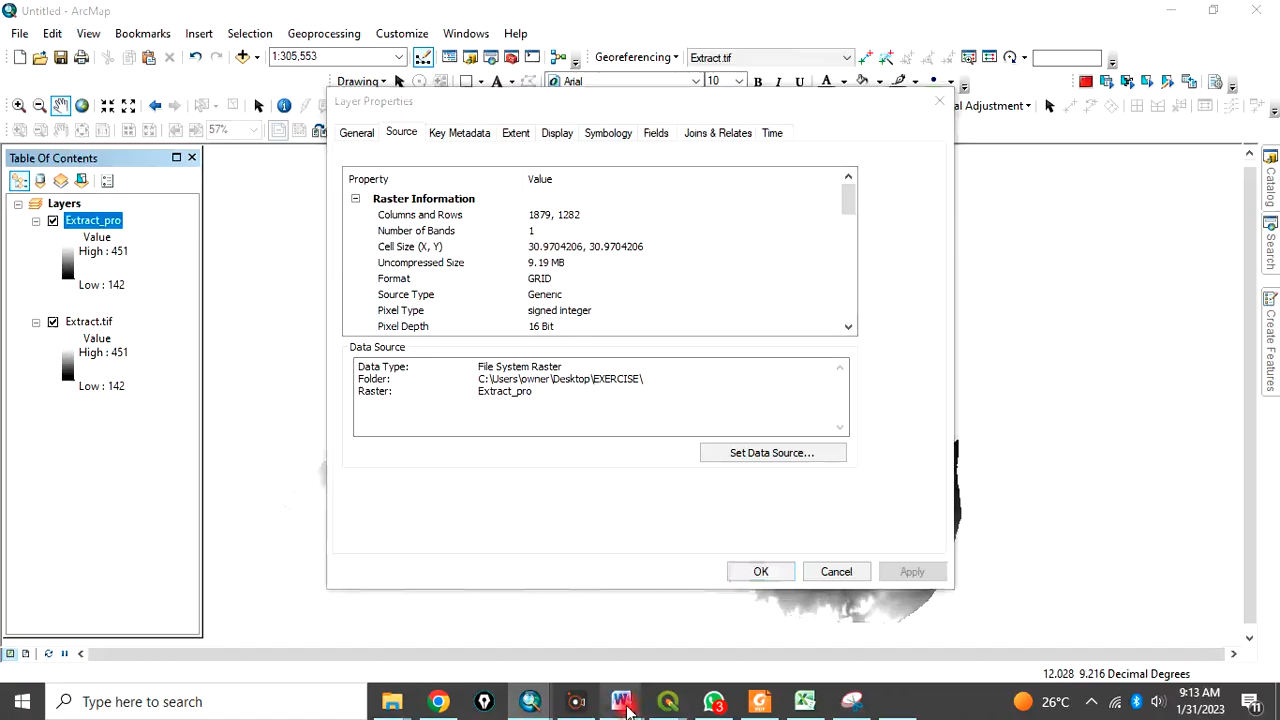 Untitled - ArcMap
File Edit View Bookmarks Insert Selection Geoprocessing Customize Windows Help
1:305,553 Georeferencing Extract.tif
Drawing Arial 10 B I U A
al Adjustment
57%
Table Of Contents
Layers
Extract_pro
Value
High : 451
Low : 142
Extract.tif
Value
High : 451
Low : 142
Layer Properties
General Source Key Metadata Extent Display Symbology Fields Joins & Relates Time
Property Value
Raster Information
Columns and Rows 1879, 1282
Number of Bands 1
Cell Size (X, Y) 30.9704206, 30.9704206
Uncompressed Size 9.19 MB
Format GRID
Source Type Generic
Pixel Type signed integer
Pixel Depth 16 Bit
Data Source
Data Type: File System Raster
Folder: C:\Users\owner\Desktop\EXERCISE\
Raster: Extract_pro
Set Data Source...
OK Cancel Apply
Catalog
Search
Create Features
12.028 9.216 Decimal Degrees
Type here to search
W
3
26°C
9:13 AM
1/31/2023
11